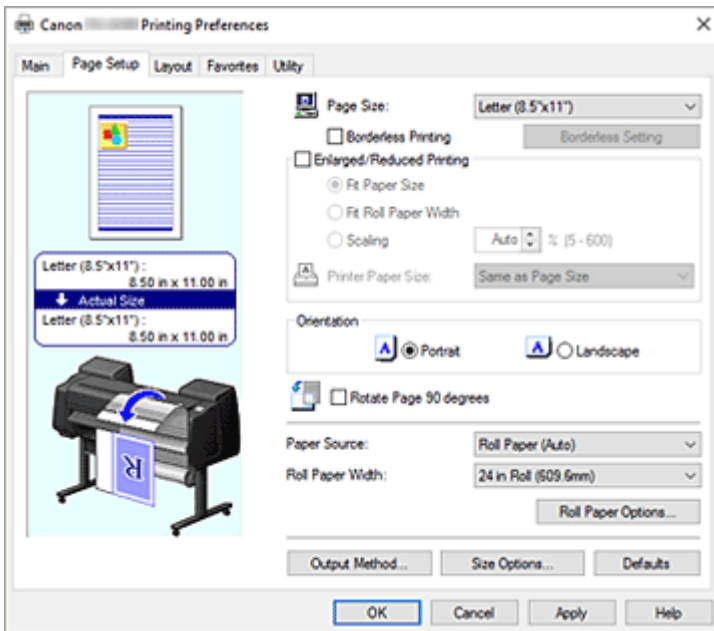 Canon Printing Preferences
Main Page Setup Layout Favorites Utility
Page Size: Letter (8.5"x11")
Borderless Printing Borderless Setting
Enlarged/Reduced Printing
Fit Paper Size
Fit Roll Paper Width
Scaling Auto % (5 - 600)
Printer Paper Size: Same as Page Size
Letter (8.5"x11") :
8.50 in x 11.00 in
Actual Size
Letter (8.5"x11") :
8.50 in x 11.00 in
Orientation
A Portrait A Landscape
Rotate Page 90 degrees
R
Paper Source: Roll Paper (Auto)
Roll Paper Width: 24 in Roll (609.6mm)
Roll Paper Options...
Output Method... Size Options... Defaults
OK Cancel Apply Help